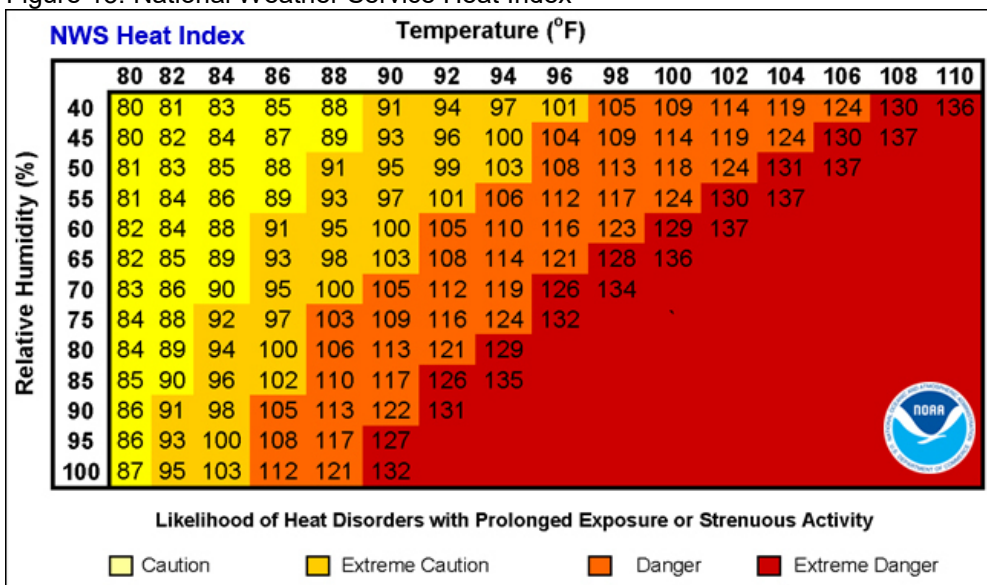 Figure 15. National Weather Service Heat Index
NWS Heat Index Temperature (°F)
80 82 84 86 88 90 92 94 96 98 100 102 104 106 108 110
Relative Humidity (%)
40 80 81 83 85 88 91 94 97 101 105 109 114 119 124 130 136
45 80 82 84 87 89 93 96 100 104 109 114 119 124 130 137
50 81 83 85 88 91 95 99 103 108 113 118 124 131 137
55 81 84 86 89 93 97 101 106 112 117 124 130 137
60 82 84 88 91 95 100 105 110 116 123 129 137
65 82 85 89 93 98 103 108 114 121 128 136
70 83 86 90 95 100 105 112 119 126 134
75 84 88 92 97 103 109 116 124 132
80 84 89 94 100 106 113 121 129
85 85 90 96 102 110 117 126 135
90 86 91 98 105 113 122 131
95 86 93 100 108 117 127
100 87 95 103 112 121 132
NOAA
Likelihood of Heat Disorders with Prolonged Exposure or Strenuous Activity
Caution Extreme Caution Danger Extreme Danger